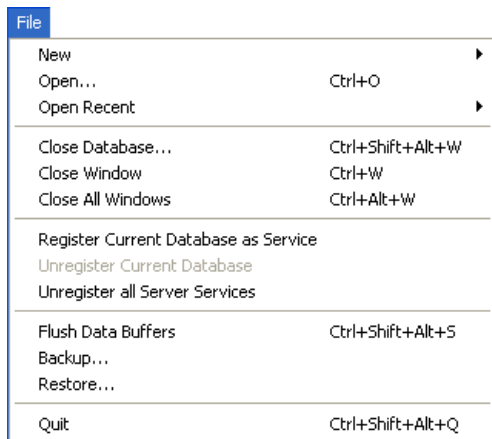 File
New
Open... Ctrl+O
Open Recent
Close Database... Ctrl+Shift+Alt+W
Close Window Ctrl+W
Close All Windows Ctrl+Alt+W
Register Current Database as Service
Unregister Current Database
Unregister all Server Services
Flush Data Buffers Ctrl+Shift+Alt+S
Backup...
Restore...
Quit Ctrl+Shift+Alt+Q